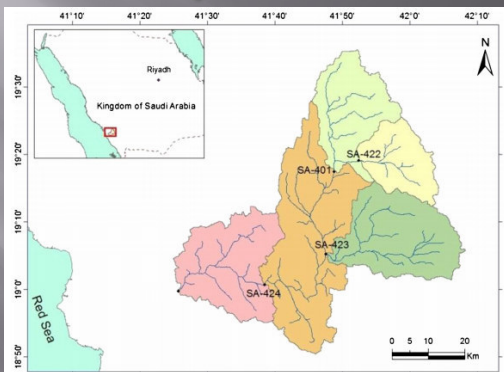 41°10' 41°20' 41°30' 41°40' 41°50' 42°0' 42°10'
Riyadh
Kingdom of Saudi Arabia
N
19°30'
19°20'
19°10'
19°0'
18°50'
SA-422
SA-401
SA-423
SA-424
Red Sea
0 10 20
Km